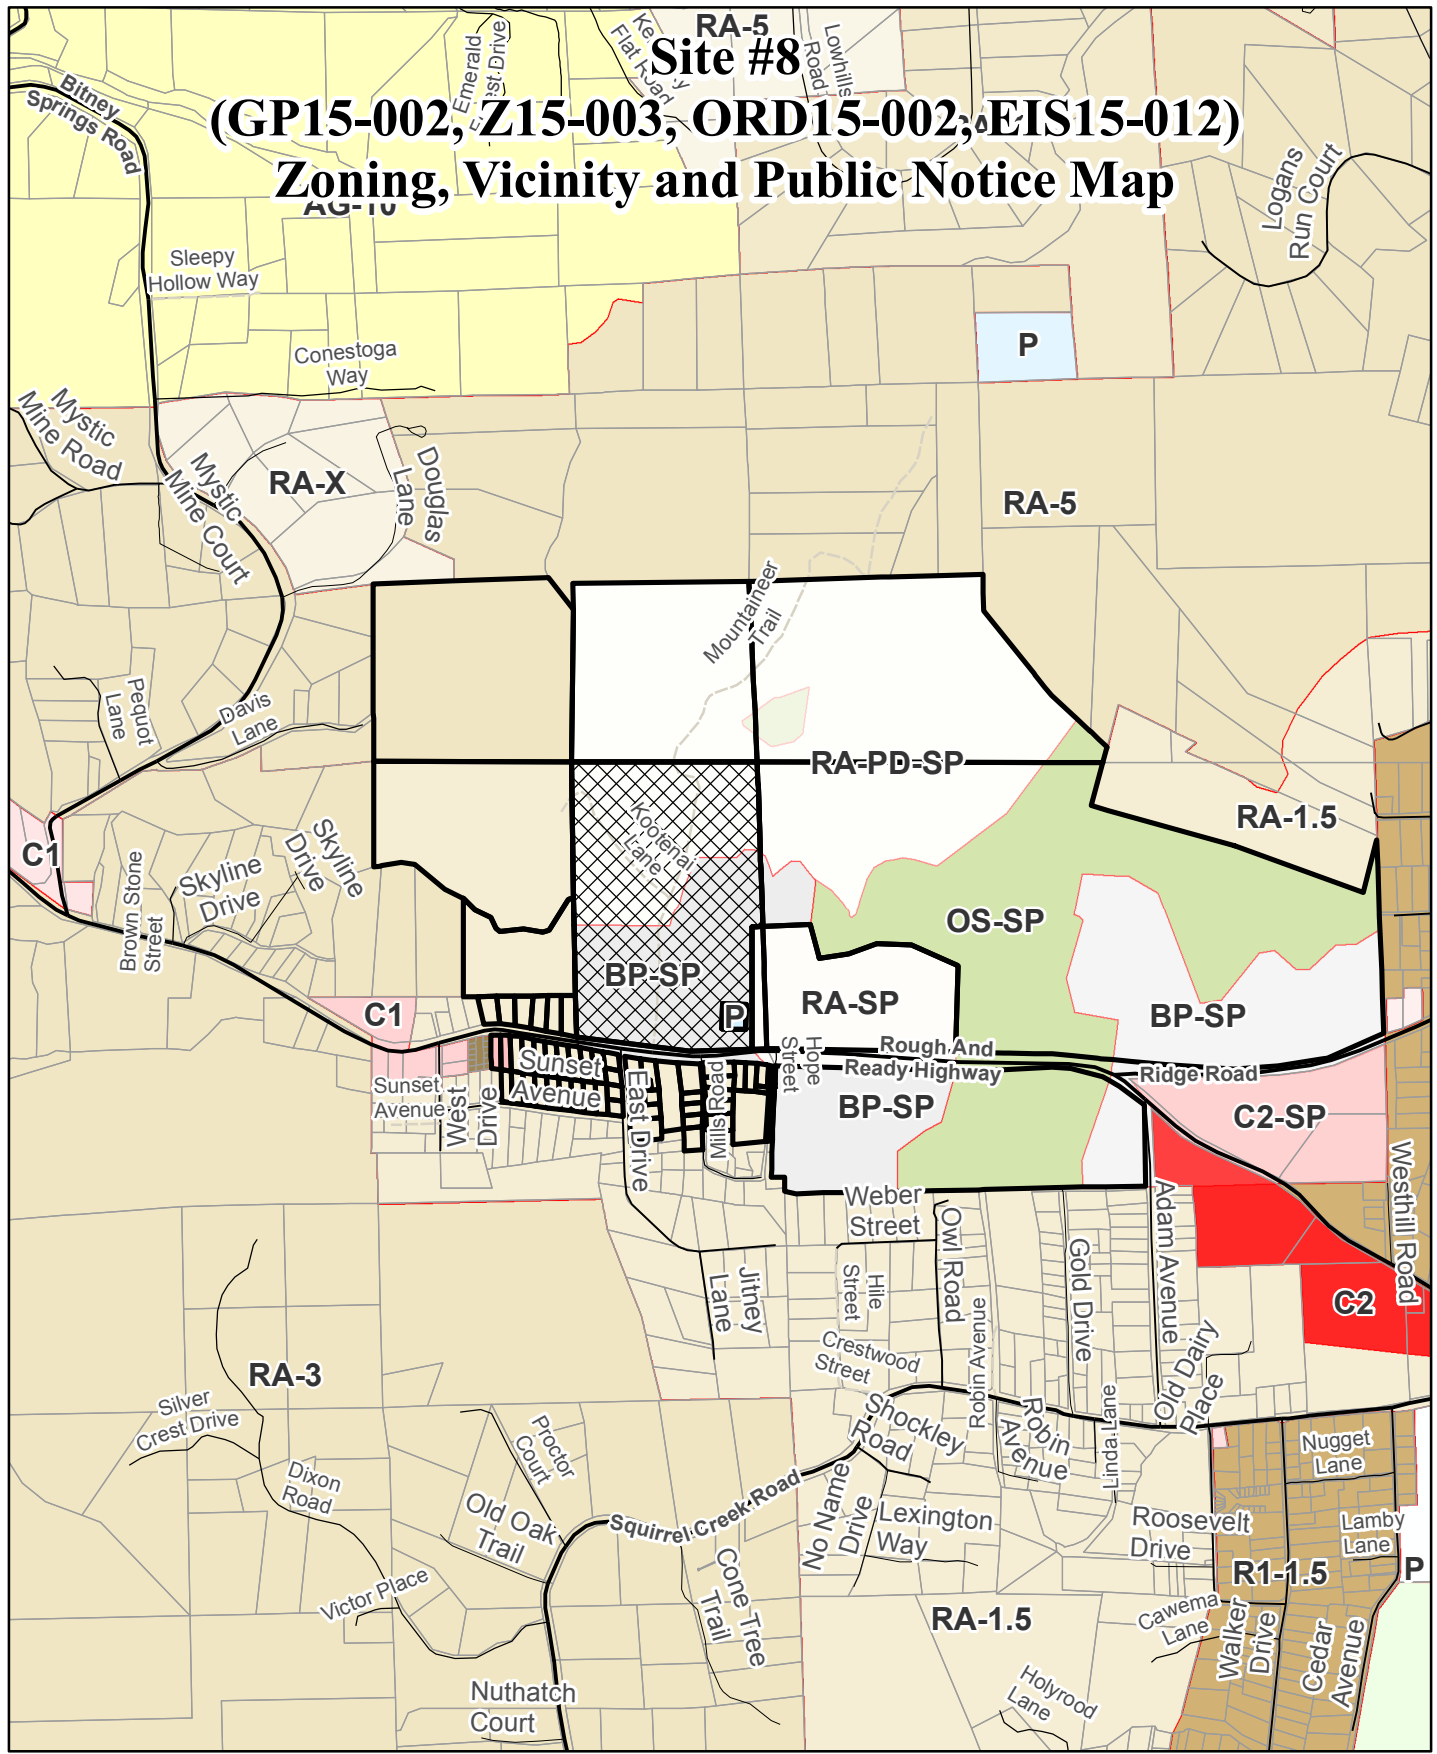 RA-5
Site #8
(GP15-002, Z15-003, ORD15-002, EIS15-012)
Zoning, Vicinity and Public Notice Map
Bitney
Springs Road
Emerald
Drive
Flat Road
Lowhills
Road
Logans
Run Court
AG-10
Sleepy
Hollow Way
Conestoga
Way
P
Mystic
Mine Road
Mystic
Mine Court
RA-X
Douglas
Lane
RA-5
Mountaineer
Trail
Pequot
Lane
Davis
Lane
RA-PD-SP
RA-1.5
Kootenai
Lane
C1
Skyline
Drive
Skyline
Drive
Brown Stone
Street
OS-SP
BP-SP
P
RA-SP
BP-SP
C1
Hope
Street
Rough And
Ready Highway
Ridge Road
Sunset
Avenue
Sunset
Avenue
West
Drive
East Drive
Mills Road
BP-SP
C2-SP
Westhill Road
Weber
Street
Owl Road
Adam Avenue
Gold Drive
Jitney
Lane
Hile
Street
C2
Robin Avenue
Crestwood
Street
Old Dairy
Place
RA-3
Silver
Crest Drive
Dixon
Road
Proctor
Court
Old Oak
Trail
Shockley
Road
Robin
Avenue
Linda Lane
Nugget
Lane
Squirrel Creek Road
No Name
Drive
Lexington
Way
Roosevelt
Drive
Lamby
Lane
P
R1-1.5
Victor Place
Cone Tree
Trail
RA-1.5
Cawema
Lane
Walker
Drive
Cedar
Avenue
Nuthatch
Court
Holyrood
Lane